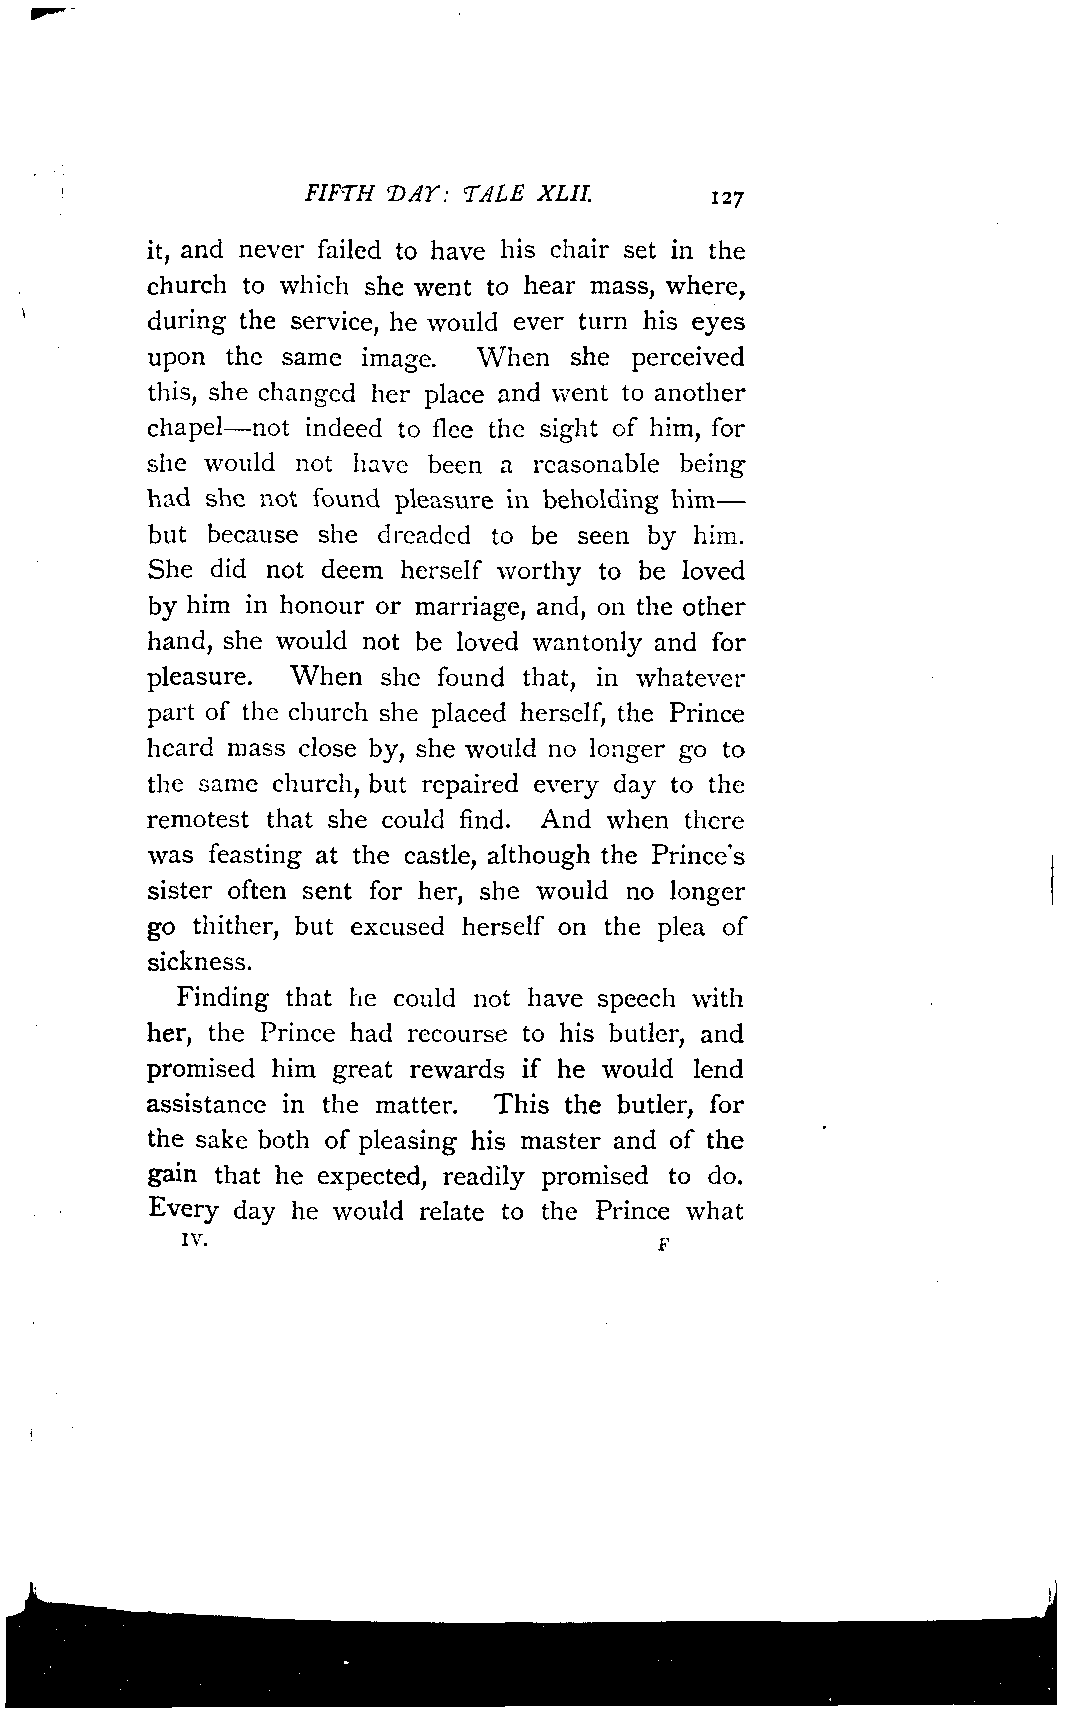 FIFTH DAY: TALE XLII. 127
it, and never failed to have his chair set in the
church to which she went to hear mass, where,
during the service, he would ever turn his eyes
upon the same image. When she perceived
this, she changed her place and went to another
chapel—not indeed to flee the sight of him, for
she would not have been a reasonable being
had she not found pleasure in beholding him—
but because she dreaded to be seen by him.
She did not deem herself worthy to be loved
by him in honour or marriage, and, on the other
hand, she would not be loved wantonly and for
pleasure. When she found that, in whatever
part of the church she placed herself, the Prince
heard mass close by, she would no longer go to
the same church, but repaired every day to the
remotest that she could find. And when there
was feasting at the castle, although the Prince's
sister often sent for her, she would no longer
go thither, but excused herself on the plea of
sickness.
Finding that he could not have speech with
her, the Prince had recourse to his butler, and
promised him great rewards if he would lend
assistance in the matter. This the butler, for
the sake both of pleasing his master and of the
gain that he expected, readily promised to do.
Every day he would relate to the Prince what
IV. F